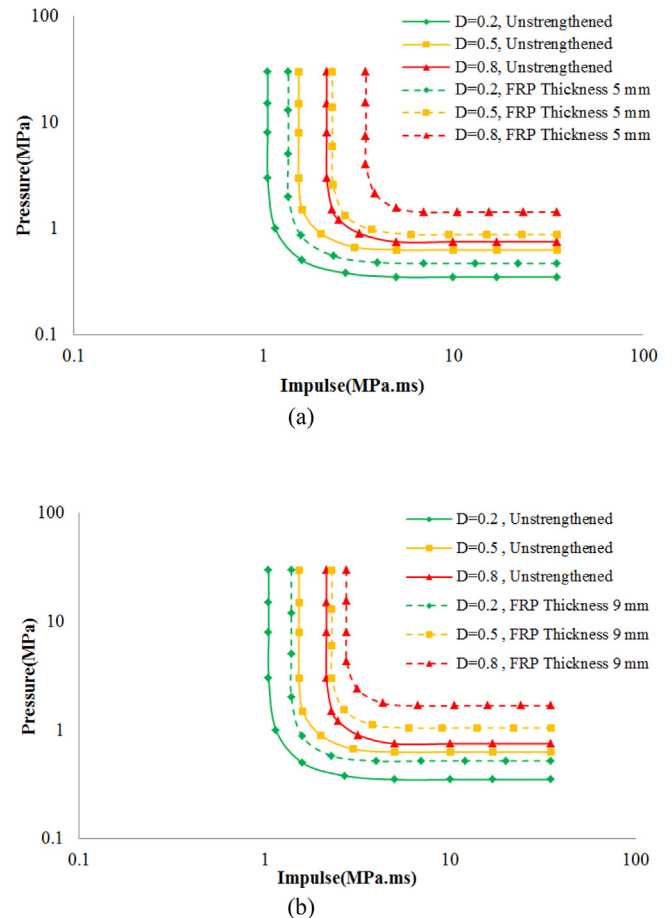 100
10
1
0.1
0.1
1
10
100
Pressure(MPa)
Impulse(MPa.ms)
D=0.2, Unstrengthened
D=0.5, Unstrengthened
D=0.8, Unstrengthened
D=0.2, FRP Thickness 5 mm
D=0.5, FRP Thickness 5 mm
D=0.8, FRP Thickness 5 mm
(a)
100
10
1
0.1
0.1
1
10
100
Pressure(MPa)
Impulse(MPa.ms)
D=0.2 , Unstrengthened
D=0.5 , Unstrengthened
D=0.8 , Unstrengthened
D=0.2 , FRP Thickness 9 mm
D=0.5 , FRP Thickness 9 mm
D=0.8 , FRP Thickness 9 mm
(b)